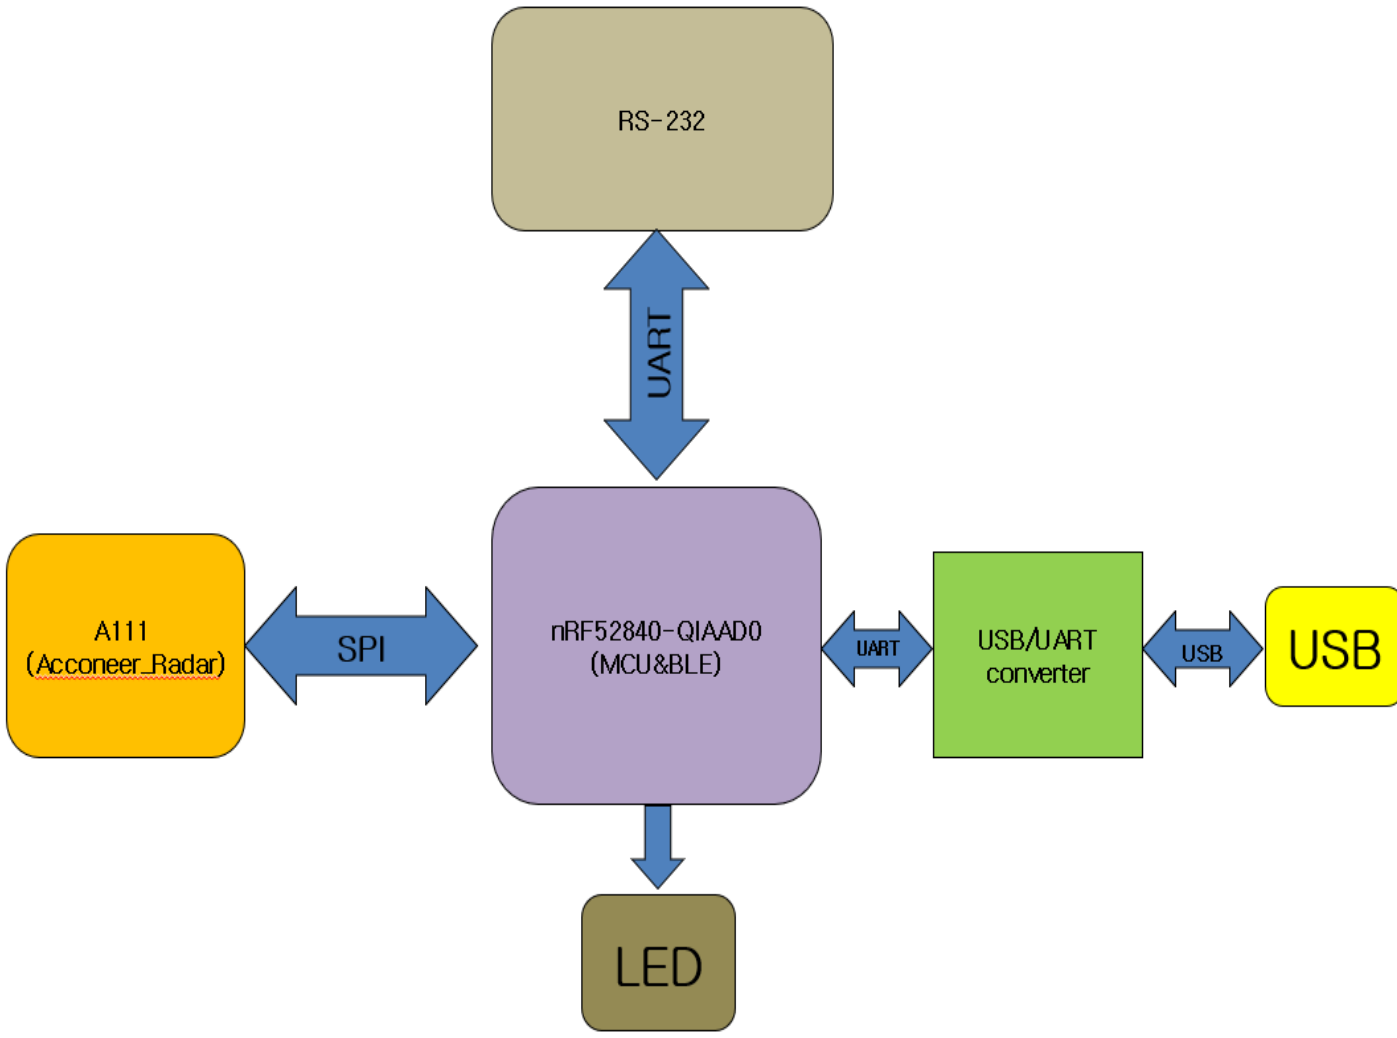 RS-232
UART
A111
(Acconeer_Radar)
SPI
nRF52840-QIAAD0
(MCU&BLE)
UART
USB/UART
converter
USB
USB
LED